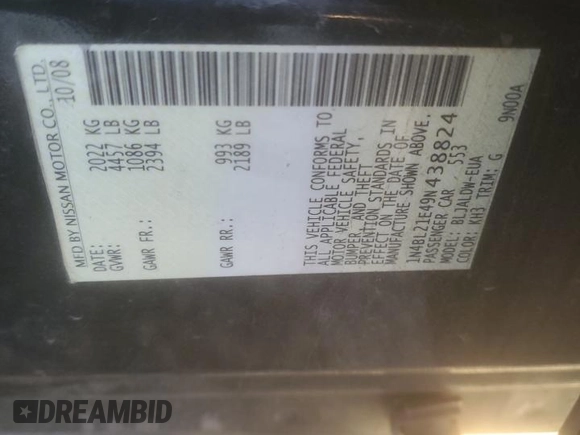 MFD BY NISSAN MOTOR CO., LTD.
DATE: 10/08
GVWR: 2022 KG
4457 LB
GAWR FR.: 1086 KG
2394 LB
GAWR RR.: 993 KG
2189 LB
THIS VEHICLE CONFORMS TO
ALL APPLICABLE FEDERAL
MOTOR VEHICLE SAFETY,
BUMPER, AND THEFT
PREVENTION STANDARDS IN
EFFECT ON THE DATE OF
MANUFACTURE SHOWN ABOVE.
1N4BL21E49N438824
PASSENGER CAR 553
MODEL: BLJALDW-EUA
COLOR: KH3 TRIM: G
9N00A
DREAMBID